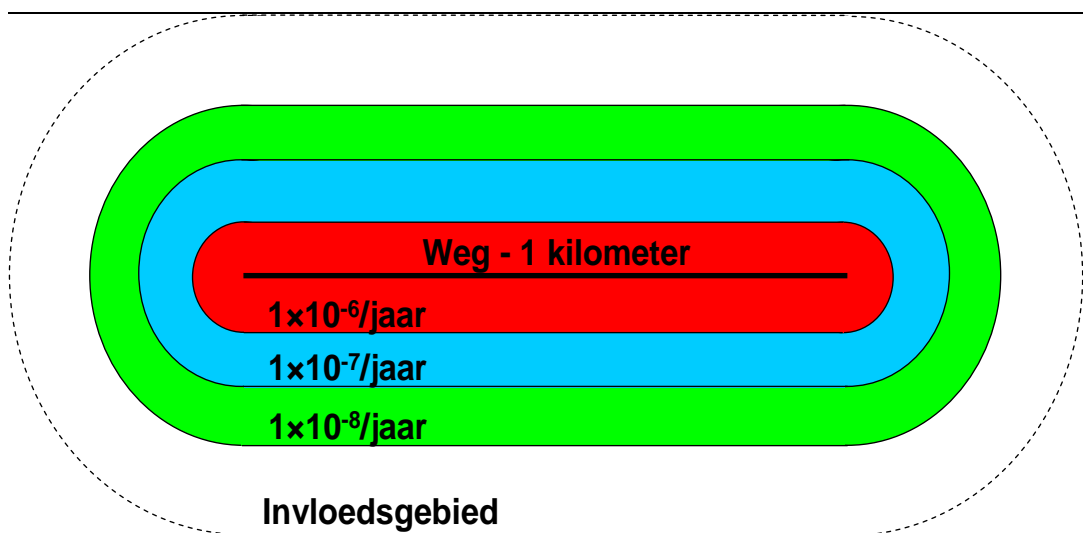 Weg - 1 kilometer
1×10⁻⁶/jaar
1×10⁻⁷/jaar
1×10⁻⁸/jaar
Invloedsgebied